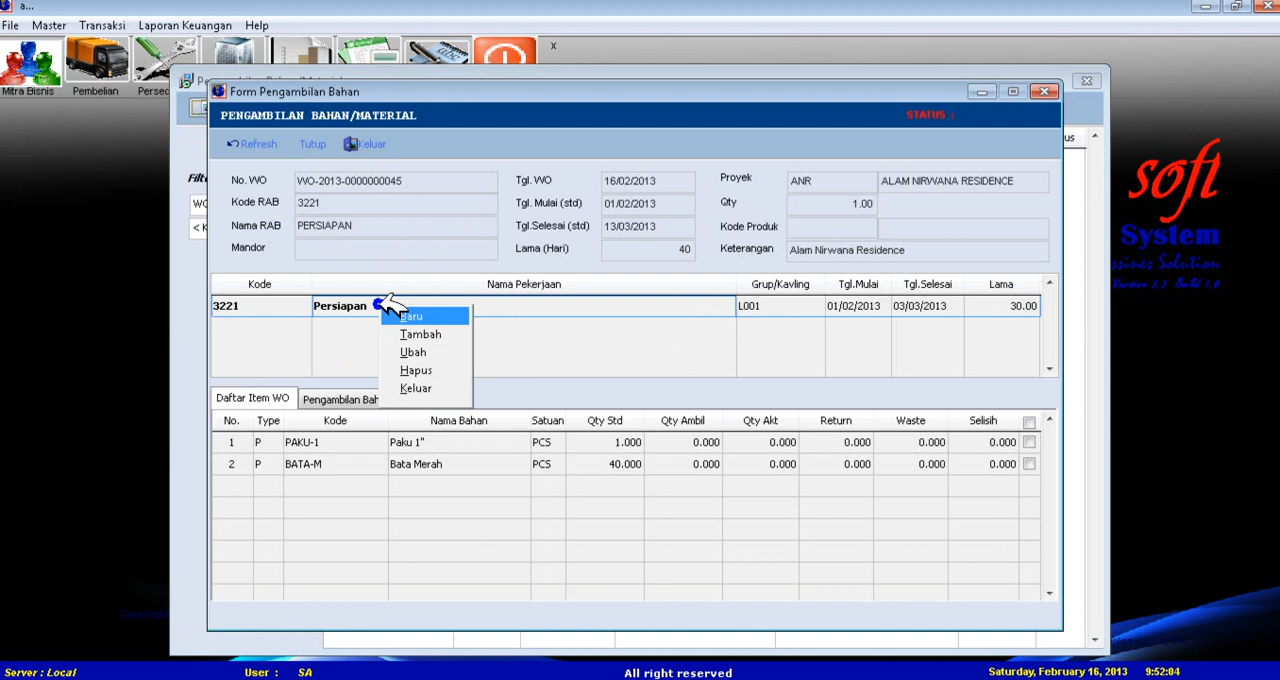 a...
File Master Transaksi Laporan Keuangan Help
x
Mitra Bisnis Pembelian Persec
Form Pengambilan Bahan
PENGAMBILAN BAHAN/MATERIAL STATUS :
Refresh Tutup Keluar
us
No. WO WO-2013-0000000045 Tgl. WO 16/02/2013 Proyek ANR ALAM NIRWANA RESIDENCE
Kode RAB 3221 Tgl. Mulai (std) 01/02/2013 Qty 1.00
Nama RAB PERSIAPAN Tgl.Selesai (std) 13/03/2013 Kode Produk
Mandor Lama (Hari) 40 Keterangan Alam Nirwana Residence
Filt
WO
< K
soft
System
Kode Nama Pekerjaan Grup/Kavling Tgl.Mulai Tgl.Selesai Lama
3221 Persiapan L001 01/02/2013 03/03/2013 30.00
Baru
Tambah
Ubah
Hapus
Keluar
Daftar Item WO Pengambilan Bah
No. Type Kode Nama Bahan Satuan Qty Std Qty Ambil Qty Akt Return Waste Selisih
1 P PAKU-1 Paku 1" PCS 1.000 0.000 0.000 0.000 0.000 0.000
2 P BATA-M Bata Merah PCS 40.000 0.000 0.000 0.000 0.000 0.000
Server : Local User : SA All right reserved Saturday, February 16, 2013 9:52:04